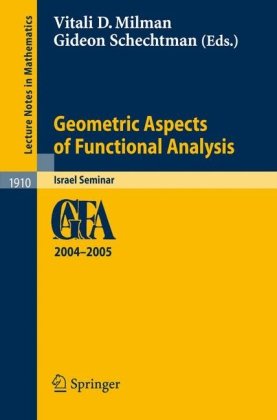 Vitali D. Milman
Gideon Schechtman (Eds.)
Lecture Notes in Mathematics
Geometric Aspects
of Functional Analysis
1910
Israel Seminar
GAFA
2004–2005
Springer